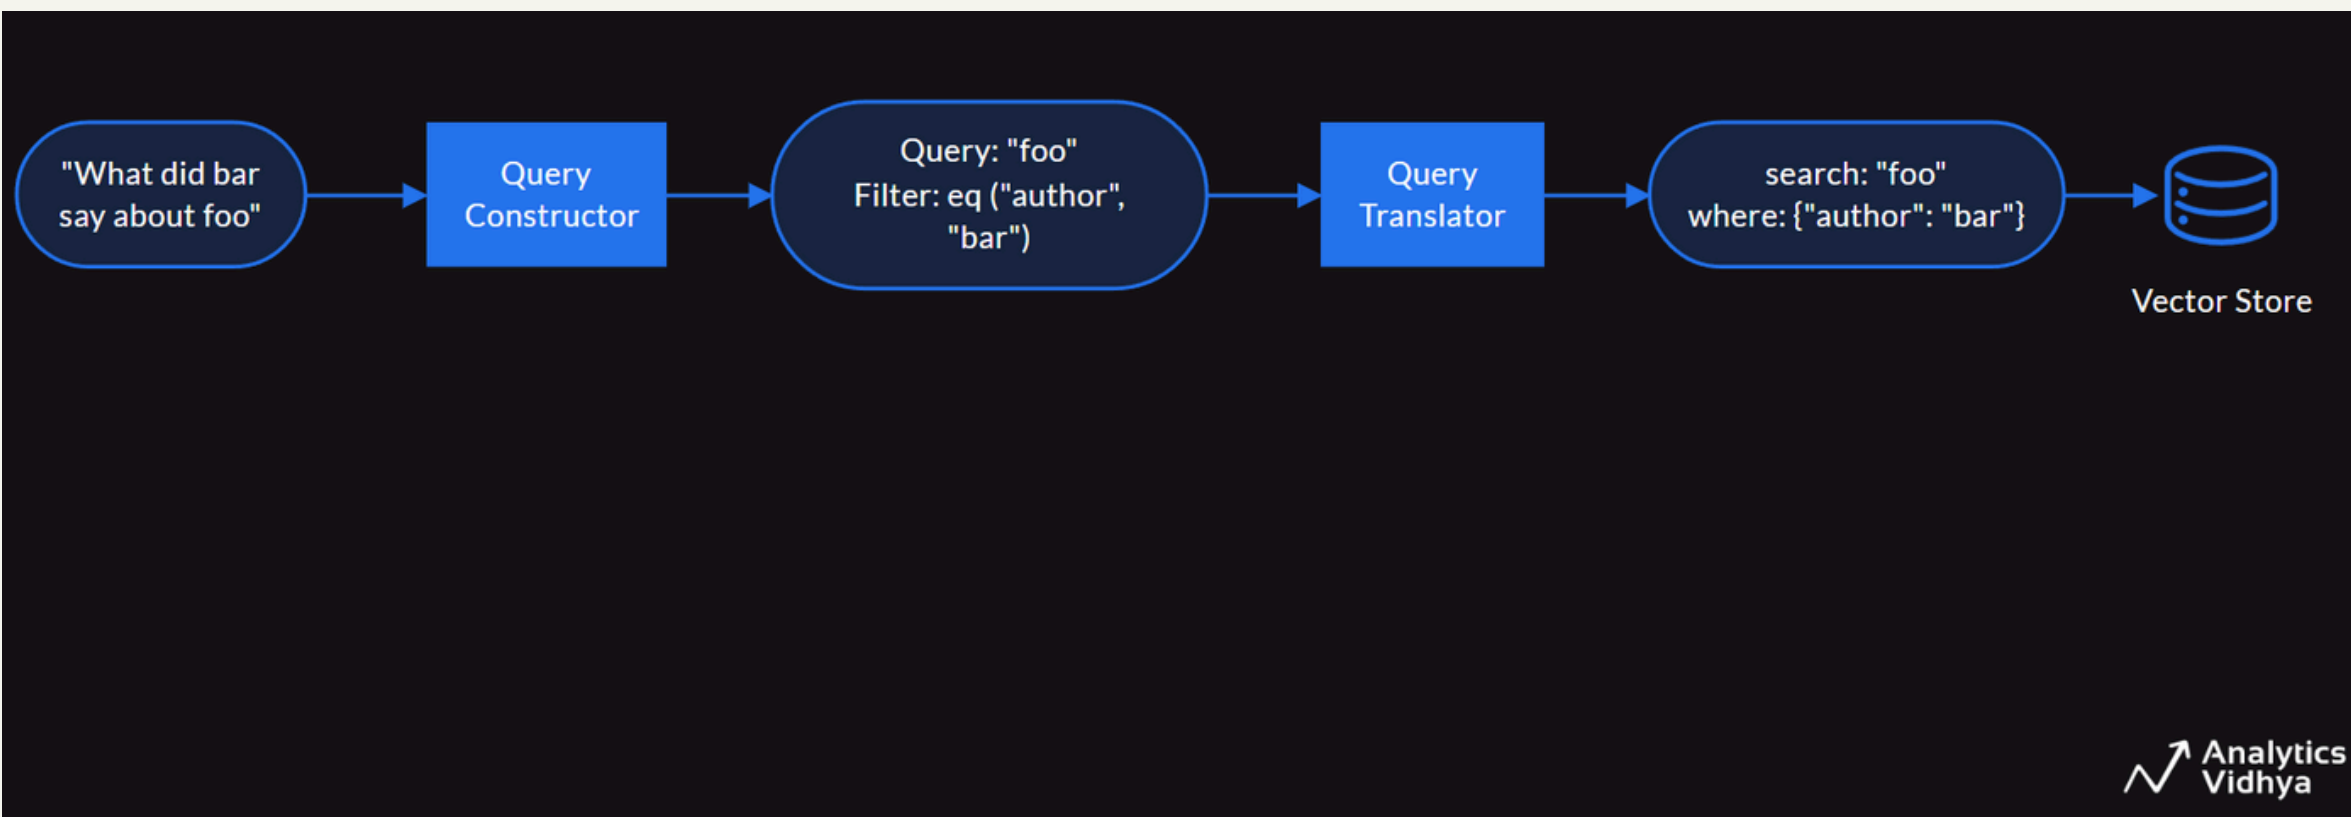 "What did bar
say about foo"
Query
Constructor
Query: "foo"
Filter: eq ("author",
"bar")
Query
Translator
search: "foo"
where: {"author": "bar"}
Vector Store
Analytics
Vidhya